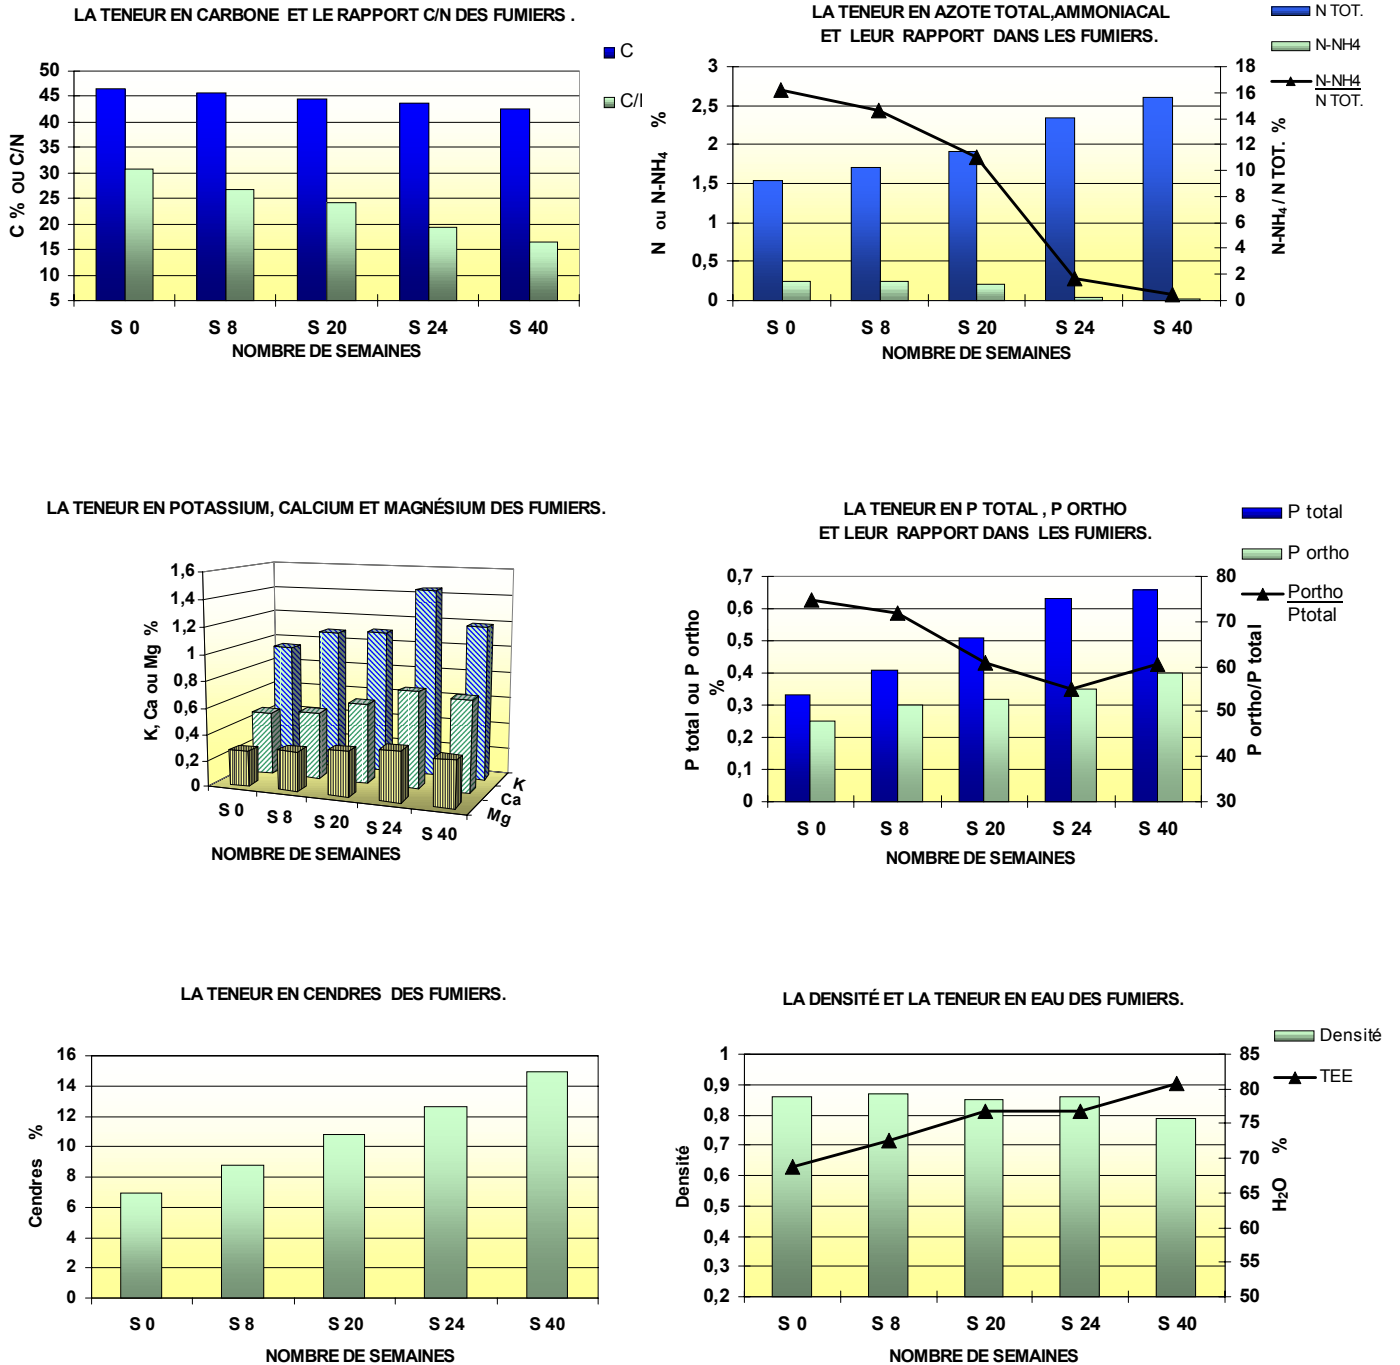 LA TENEUR EN CARBONE ET LE RAPPORT C/N DES FUMIERS .
C
C/I
50
45
40
35
30
25
20
15
10
5
C % ou C/N
S 0
S 8
S 20
S 24
S 40
NOMBRE DE SEMAINES
LA TENEUR EN AZOTE TOTAL,AMMONIACAL
ET LEUR RAPPORT DANS LES FUMIERS.
N TOT.
N-NH4
N-NH4
N TOT.
3
2,5
2
1,5
1
0,5
0
N ou N-NH4 %
18
16
14
12
10
8
6
4
2
0
N-NH4 / N TOT. %
S 0
S 8
S 20
S 24
S 40
NOMBRE DE SEMAINES
LA TENEUR EN POTASSIUM, CALCIUM ET MAGNÉSIUM DES FUMIERS.
1,6
1,4
1,2
1
0,8
0,6
0,4
0,2
0
K, Ca ou Mg %
K
Ca
Mg
S 0
S 8
S 20
S 24
S 40
NOMBRE DE SEMAINES
LA TENEUR EN P TOTAL , P ORTHO
ET LEUR RAPPORT DANS LES FUMIERS.
P total
P ortho
Portho
Ptotal
0,7
0,6
0,5
0,4
0,3
0,2
0,1
0
P total ou P ortho
%
80
70
60
50
40
30
P ortho/P total
S 0
S 8
S 20
S 24
S 40
NOMBRE DE SEMAINES
LA TENEUR EN CENDRES DES FUMIERS.
16
14
12
10
8
6
4
2
0
Cendres %
S 0
S 8
S 20
S 24
S 40
NOMBRE DE SEMAINES
LA DENSITÉ ET LA TENEUR EN EAU DES FUMIERS.
Densité
TEE
1
0,9
0,8
0,7
0,6
0,5
0,4
0,3
0,2
Densité
85
80
75
70
65
60
55
50
H2O %
S 0
S 8
S 20
S 24
S 40
NOMBRE DE SEMAINES